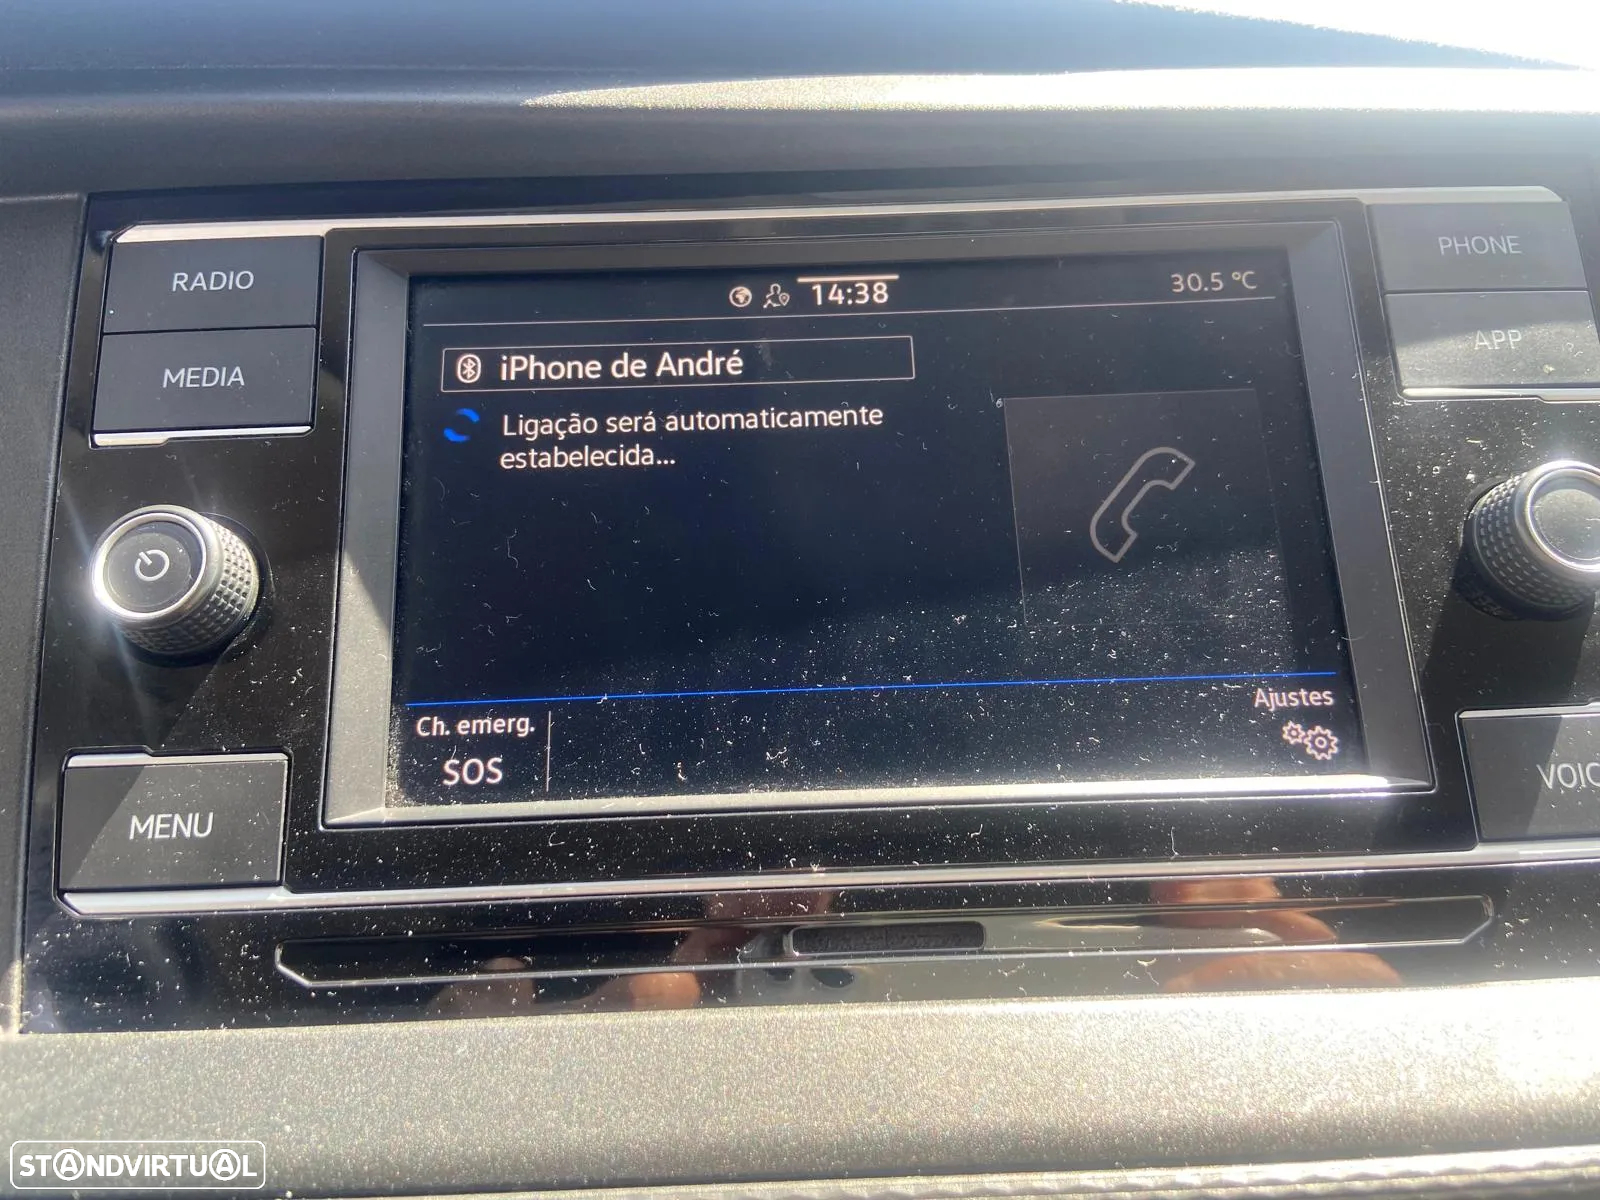 RADIO
MEDIA
MENU
14:38
30.5 °C
iPhone de André
Ligação será automaticamente
estabelecida...
Ch. emerg.
SOS
Ajustes
PHONE
APP
VOIC
STANDVIRTUAL